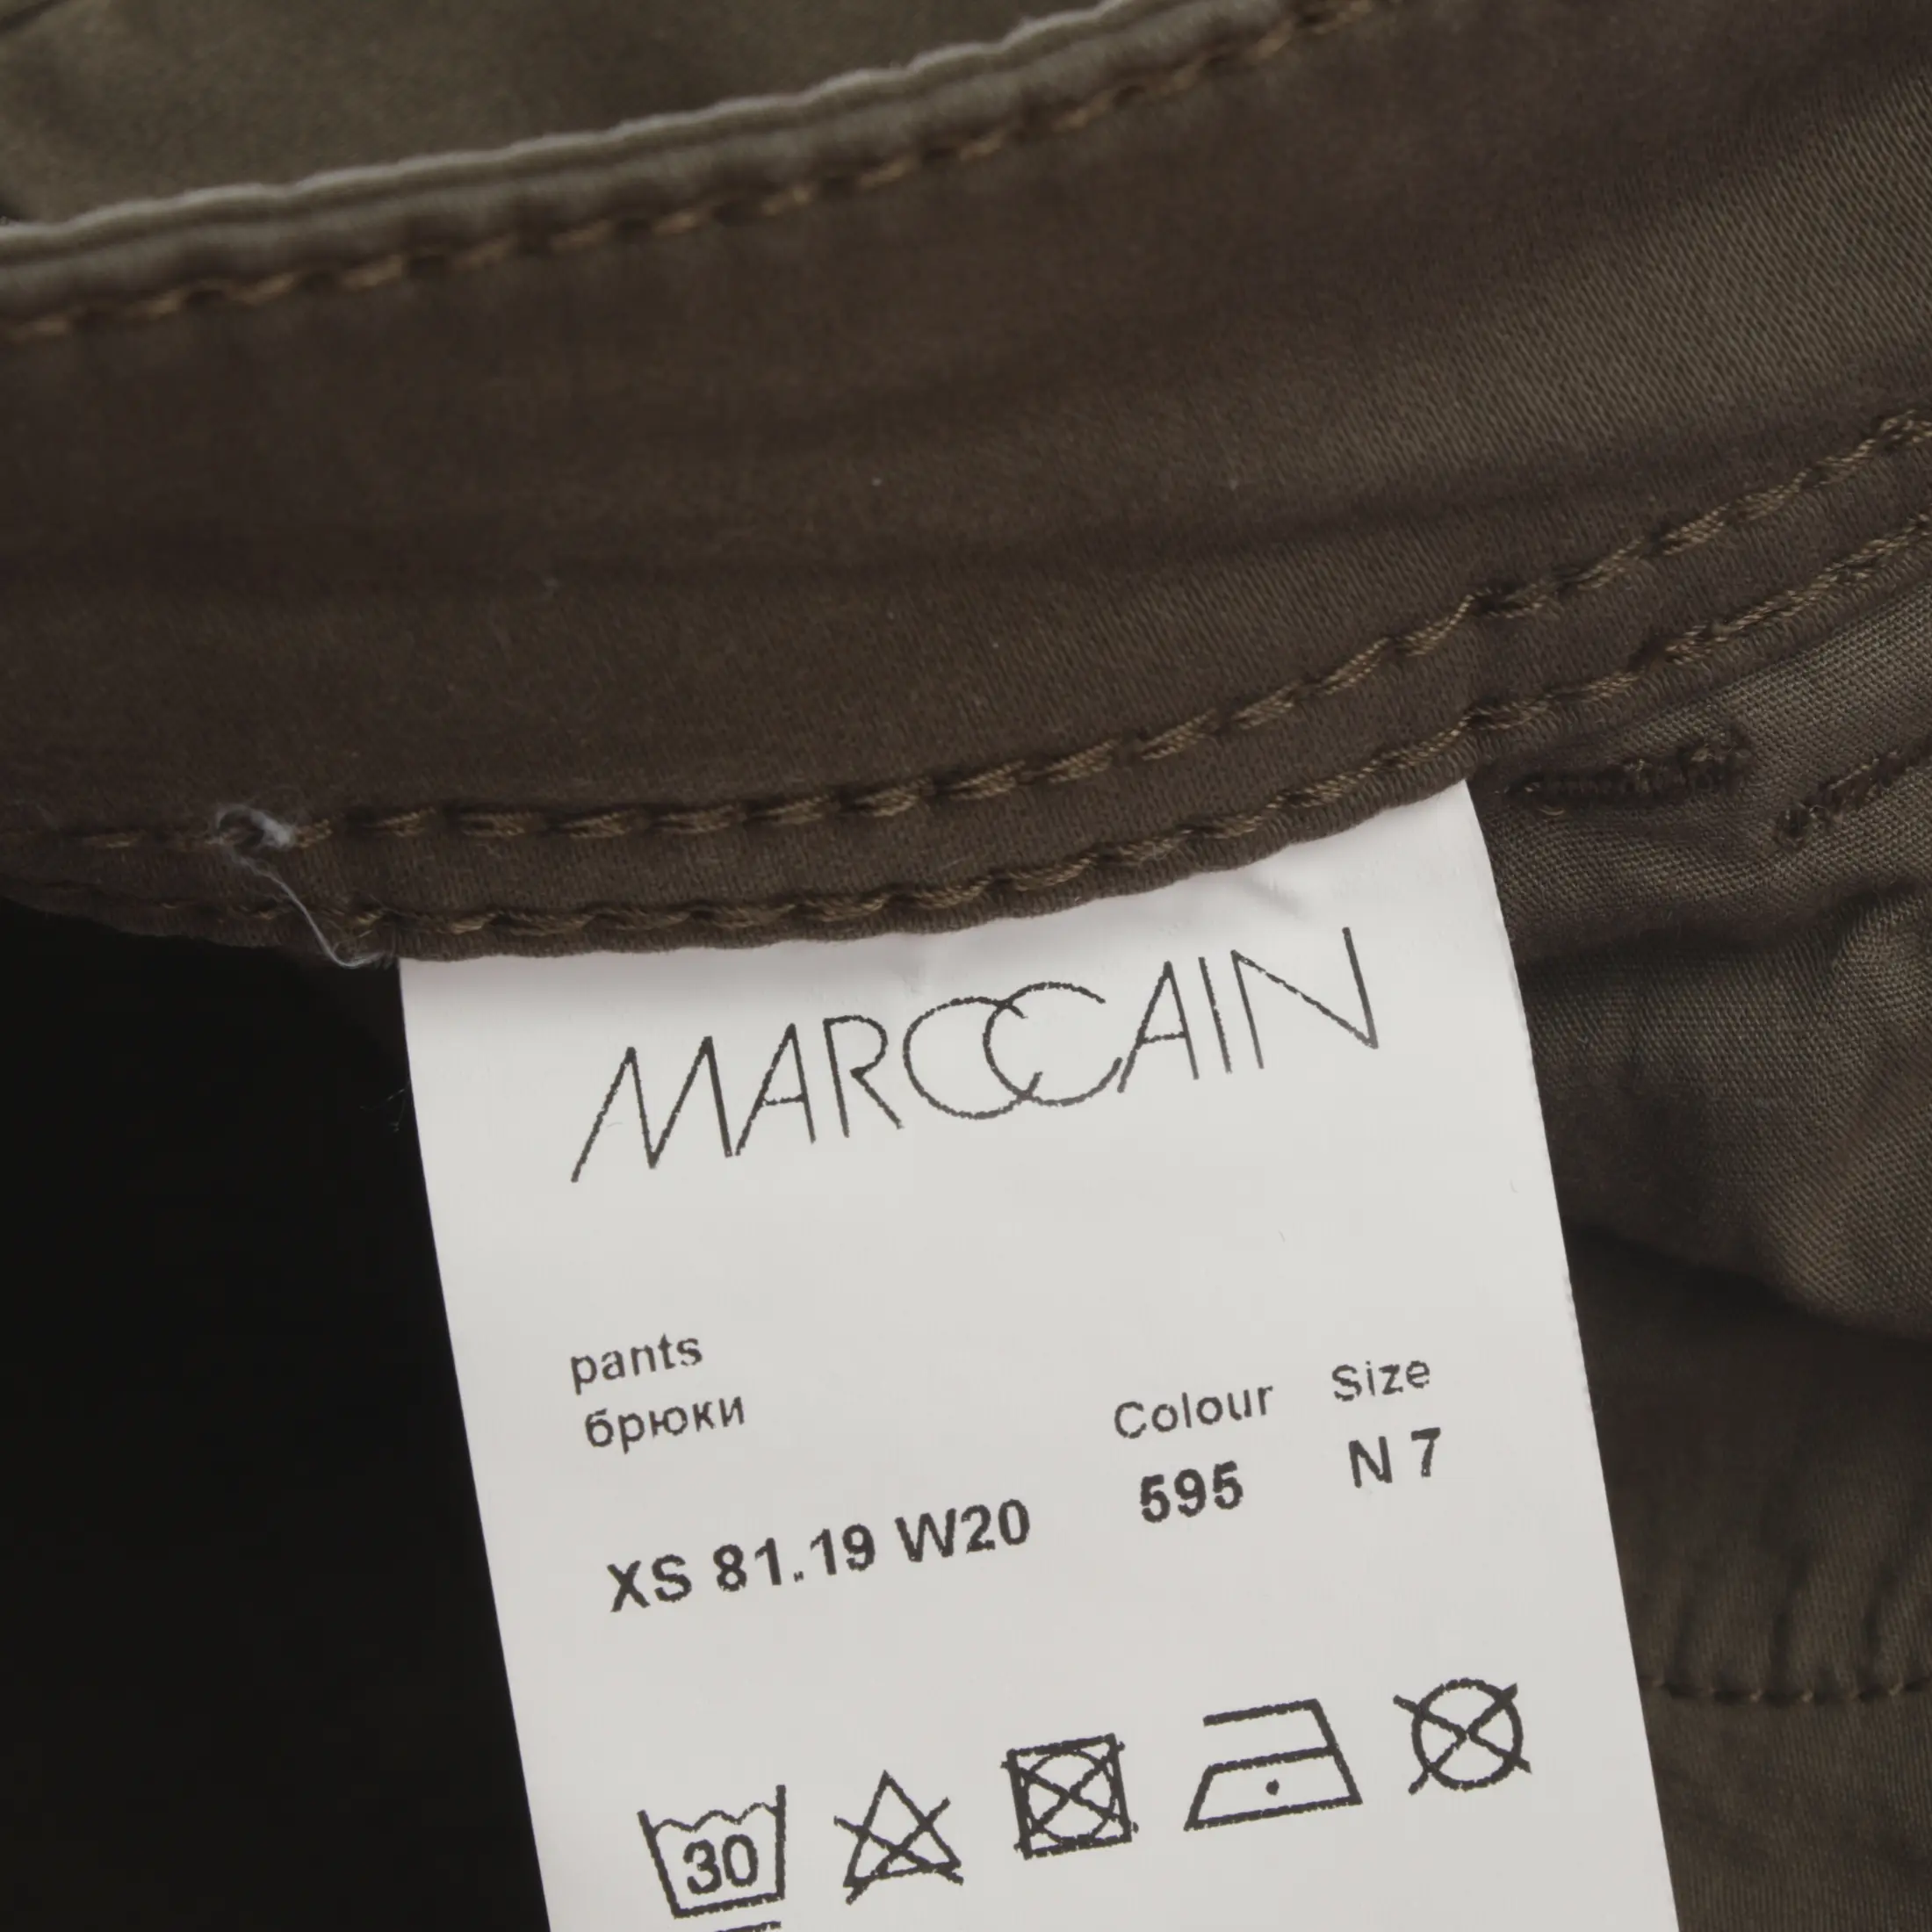 MARCCAIN
pants
брюки
Colour Size
XS 81.19 W20 595 N 7
30